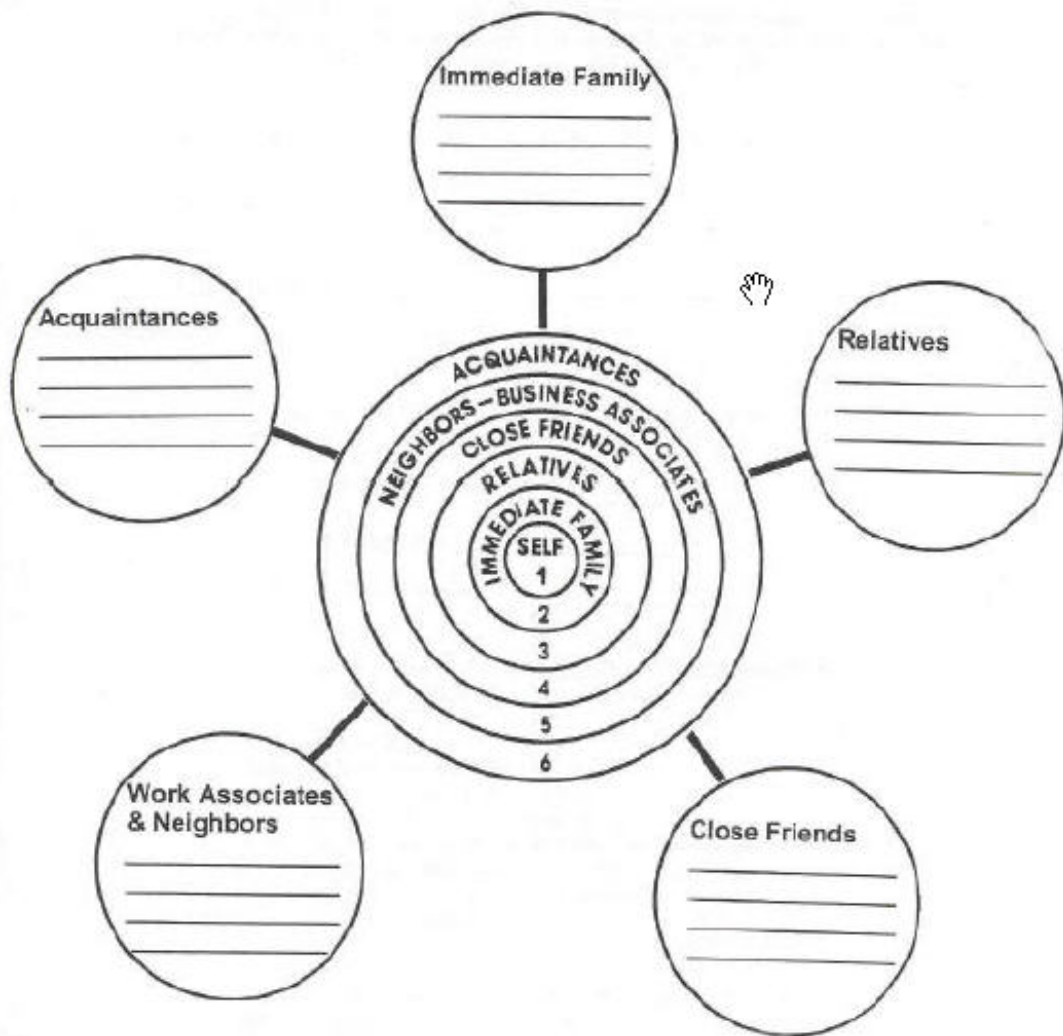 Immediate Family
Acquaintances
Relatives
ACQUAINTANCES
NEIGHBORS – BUSINESS ASSOCIATES
CLOSE FRIENDS
RELATIVES
IMMEDIATE FAMILY
SELF
1
2
3
4
5
6
Work Associates
& Neighbors
Close Friends